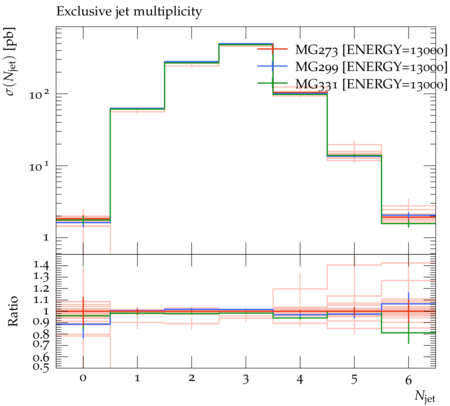 Exclusive jet multiplicity
σ(N_jet) [pb]
MG273 [ENERGY=13000]
MG299 [ENERGY=13000]
MG331 [ENERGY=13000]
10^2
10^1
1
Ratio
1.4
1.3
1.2
1.1
1
0.9
0.8
0.7
0.6
0.5
0 1 2 3 4 5 6
N_jet